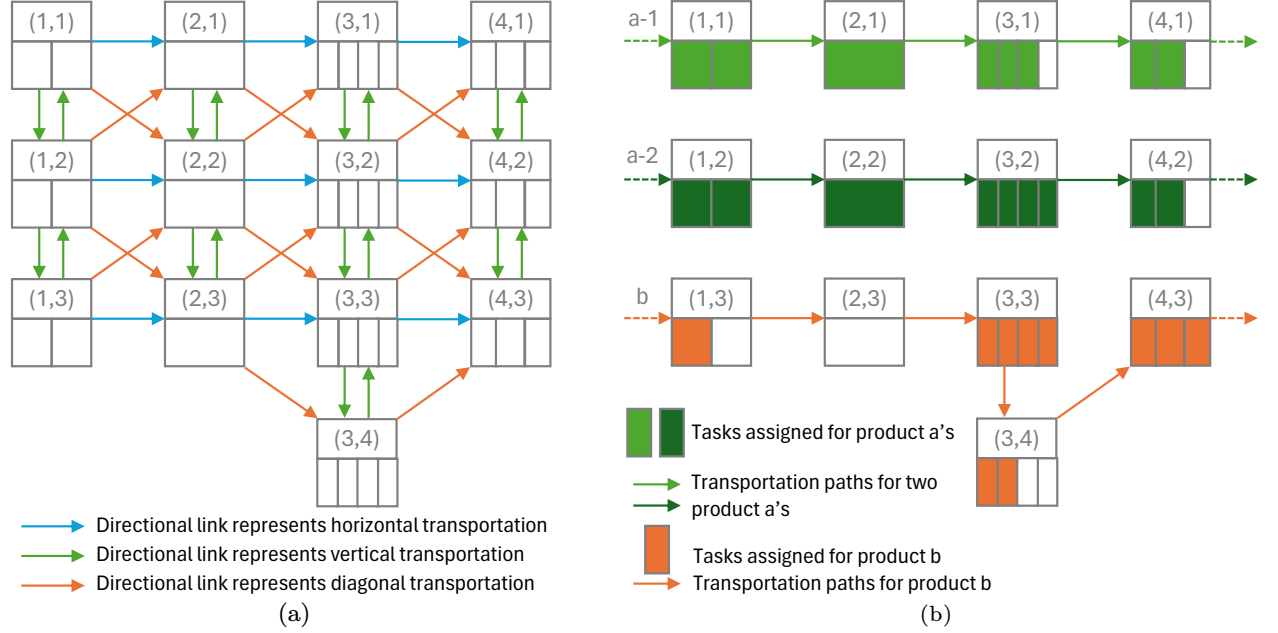 (1,1) (2,1) (3,1) (4,1)
(1,2) (2,2) (3,2) (4,2)
(1,3) (2,3) (3,3) (4,3)
(3,4)
Directional link represents horizontal transportation
Directional link represents vertical transportation
Directional link represents diagonal transportation
(a)
a-1 (1,1) (2,1) (3,1) (4,1)
a-2 (1,2) (2,2) (3,2) (4,2)
b (1,3) (2,3) (3,3) (4,3)
(3,4)
Tasks assigned for product a's
Transportation paths for two
product a's
Tasks assigned for product b
Transportation paths for product b
(b)